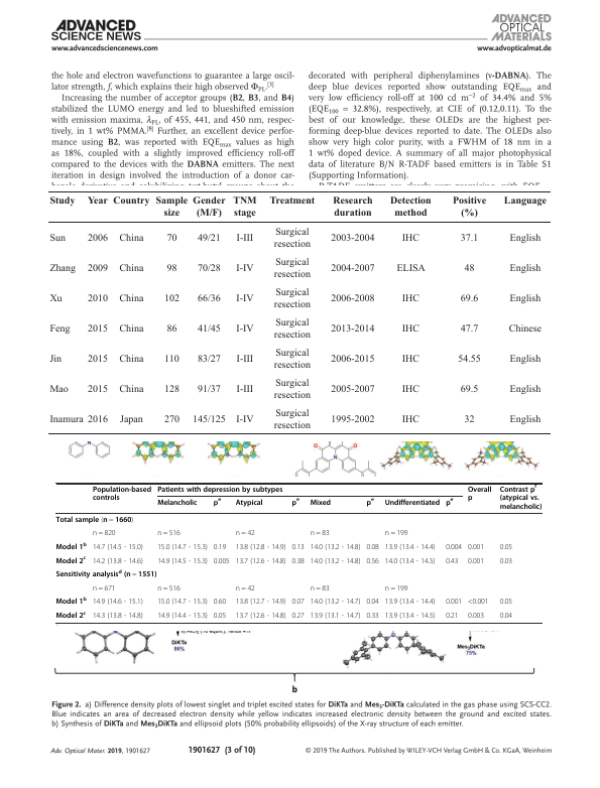 ADVANCED
SCIENCE NEWS
www.advancedsciencenews.com
ADVANCED
OPTICAL
MATERIALS
www.advopticalmat.de
the hole and electron wavefunctions to guarantee a large oscil-
lator strength, f, which explains their high observed ΦPL.[3]
Increasing the number of acceptor groups (B2, B3, and B4)
stabilized the LUMO energy and led to blueshifted emission
with emission maxima, λPL, of 455, 441, and 450 nm, respec-
tively, in 1 wt% PMMA.[8] Further, an excellent device perfor-
mance using B2, was reported with EQEmax values as high
as 18%, coupled with a slightly improved efficiency roll-off
compared to the devices with the DABNA emitters. The next
iteration in design involved the introduction of a donor car-
decorated with peripheral diphenylamines (ν-DABNA). The
deep blue devices reported show outstanding EQEmax and
very low efficiency roll-off at 100 cd m−2 of 34.4% and 5%
(EQE100 = 32.8%), respectively, at CIE of (0.12,0.11). To the
best of our knowledge, these OLEDs are the highest per-
forming deep-blue devices reported to date. The OLEDs also
show very high color purity, with a FWHM of 18 nm in a
1 wt% doped device. A summary of all major photophysical
data of literature B/N R-TADF based emitters is in Table S1
(Supporting Information).
Study Year Country Sample size Gender (M/F) TNM stage Treatment Research duration Detection method Positive (%) Language
Sun 2006 China 70 49/21 I-III Surgical resection 2003-2004 IHC 37.1 English
Zhang 2009 China 98 70/28 I-IV Surgical resection 2004-2007 ELISA 48 English
Xu 2010 China 102 66/36 I-IV Surgical resection 2006-2008 IHC 69.6 English
Feng 2015 China 86 41/45 I-IV Surgical resection 2013-2014 IHC 47.7 Chinese
Jin 2015 China 110 83/27 I-III Surgical resection 2006-2015 IHC 54.55 English
Mao 2015 China 128 91/37 I-III Surgical resection 2005-2007 IHC 69.5 English
Inamura 2016 Japan 270 145/125 I-IV Surgical resection 1995-2002 IHC 32 English
Population-based controls Patients with depression by subtypes Overall p Contrast p* (atypical vs. melancholic)
Melancholic pa Atypical pa Mixed pa Undifferentiated pa
Total sample (n = 1660)
n = 820 n = 516 n = 42 n = 83 n = 199
Model 1b 14.7 (14.5 - 15.0) 15.0 (14.7 - 15.3) 0.19 13.8 (12.8 - 14.9) 0.13 14.0 (13.2 - 14.8) 0.08 13.9 (13.4 - 14.4) 0.004 0.001 0.05
Model 2c 14.2 (13.8 - 14.6) 14.9 (14.5 - 15.3) 0.005 13.7 (12.6 - 14.8) 0.38 14.0 (13.2 - 14.8) 0.56 14.0 (13.4 - 14.5) 0.43 0.001 0.03
Sensitivity analysisd (n = 1551)
n = 671 n = 516 n = 42 n = 83 n = 199
Model 1b 14.9 (14.6 - 15.1) 15.0 (14.7 - 15.3) 0.60 13.8 (12.7 - 14.9) 0.07 14.0 (13.2 - 14.7) 0.04 13.9 (13.4 - 14.4) 0.001 <0.001 0.05
Model 2c 14.3 (13.8 - 14.8) 14.9 (14.4 - 15.3) 0.05 13.7 (12.6 - 14.8) 0.27 13.9 (13.1 - 14.7) 0.33 13.9 (13.4 - 14.5) 0.21 0.003 0.04
DiKTa
Mes3DiKTa
75%
b
Figure 2. a) Difference density plots of lowest singlet and triplet excited states for DiKTa and Mes3-DiKTa calculated in the gas phase using SCS-CC2.
Blue indicates an area of decreased electron density while yellow indicates increased electronic density between the ground and excited states.
b) Synthesis of DiKTa and Mes3DiKTa and ellipsoid plots (50% probability ellipsoids) of the X-ray structure of each emitter.
Adv. Optical Mater. 2019, 1901627
1901627 (3 of 10)
© 2019 The Authors. Published by WILEY-VCH Verlag GmbH & Co. KGaA, Weinheim